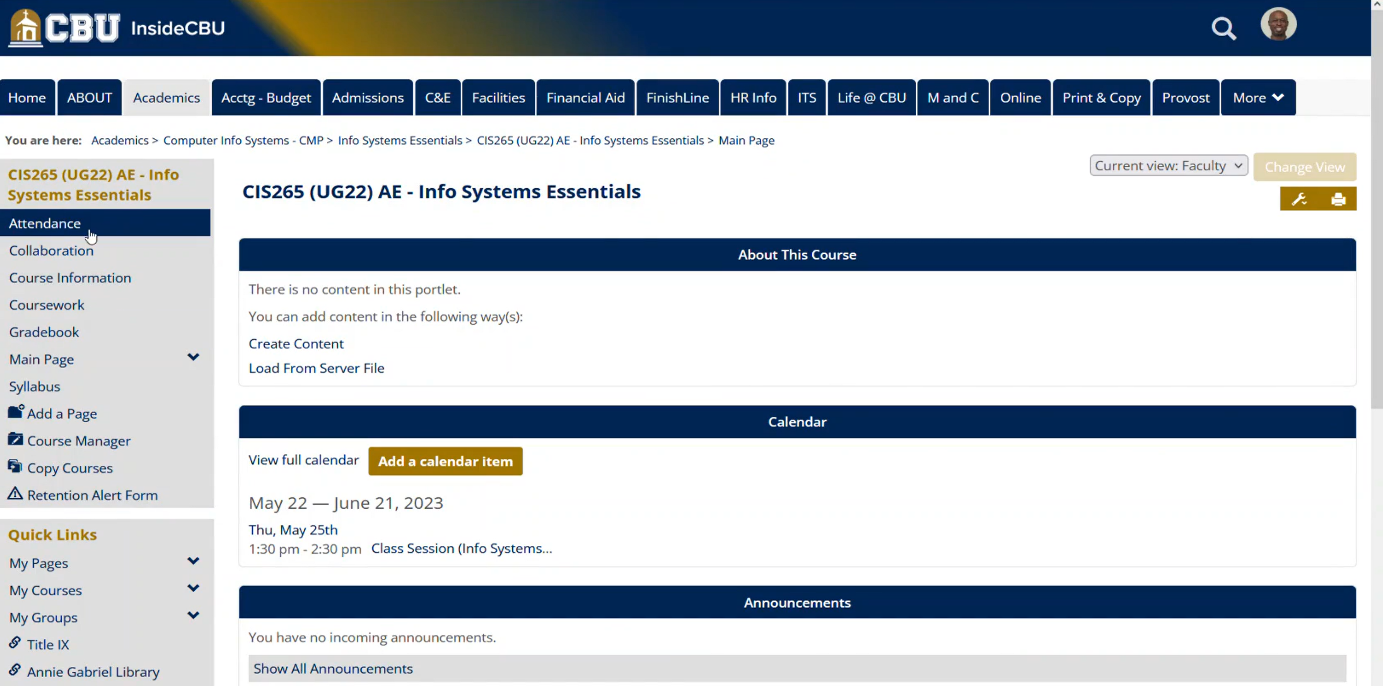 CBU InsideCBU
Home ABOUT Academics Acctg - Budget Admissions C&E Facilities Financial Aid FinishLine HR Info ITS Life @ CBU M and C Online Print & Copy Provost More
You are here: Academics > Computer Info Systems - CMP > Info Systems Essentials > CIS265 (UG22) AE - Info Systems Essentials > Main Page
CIS265 (UG22) AE - Info
Systems Essentials
Attendance
Collaboration
Course Information
Coursework
Gradebook
Main Page
Syllabus
Add a Page
Course Manager
Copy Courses
Retention Alert Form
Quick Links
My Pages
My Courses
My Groups
Title IX
Annie Gabriel Library
Current view: Faculty Change View
CIS265 (UG22) AE - Info Systems Essentials
About This Course
There is no content in this portlet.
You can add content in the following way(s):
Create Content
Load From Server File
Calendar
View full calendar Add a calendar item
May 22 — June 21, 2023
Thu, May 25th
1:30 pm - 2:30 pm Class Session (Info Systems...
Announcements
You have no incoming announcements.
Show All Announcements